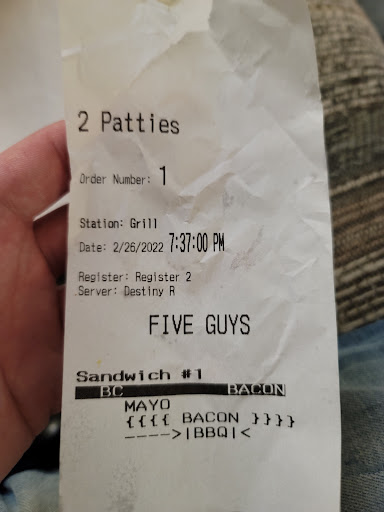 2 Patties
Order Number: 1
Station: Grill
Date: 2/26/2022 7:37:00 PM
Register: Register 2
Server: Destiny R
FIVE GUYS
Sandwich #1
BC BACON
MAYO
{{{{ BACON }}}}
---->|BBQ|<